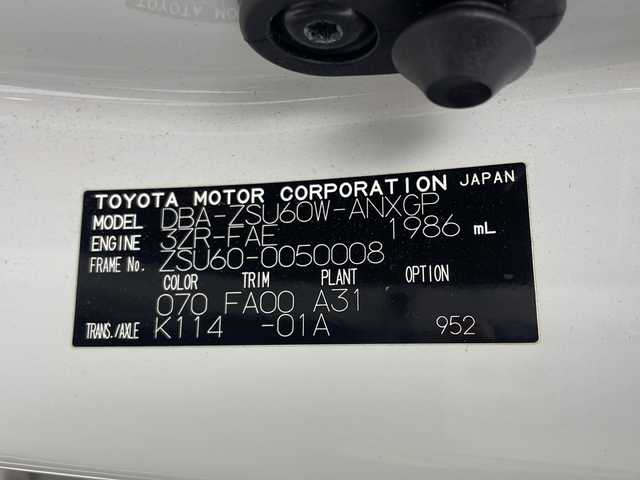 TOYOTA MOTOR CORPORATION JAPAN
MODEL DBA-ZSU60W-ANXGP
ENGINE 3ZR-FAE 1986 mL
FRAME No. ZSU60-0050008
COLOR TRIM PLANT OPTION
070 FA00 A31
TRANS./AXLE K114 -01A 952